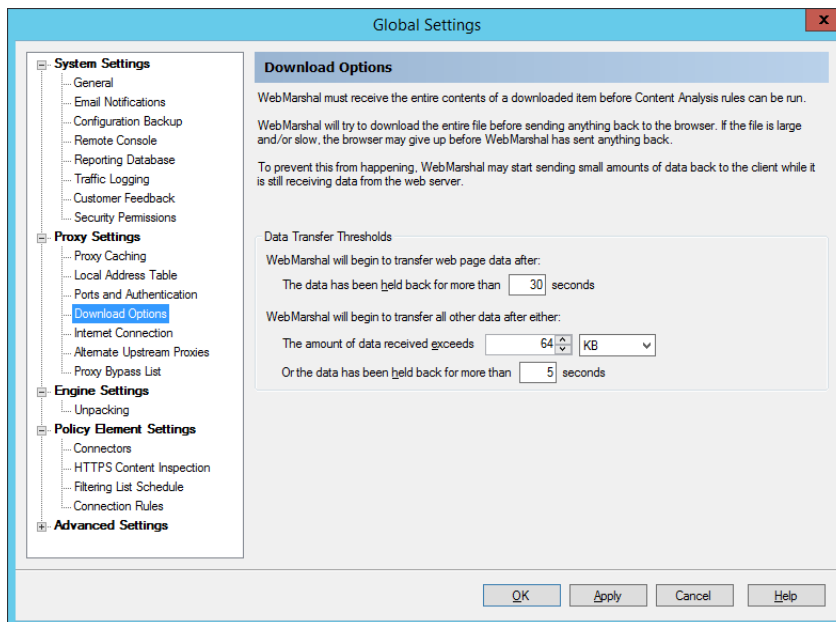 Global Settings
x
System Settings
General
Email Notifications
Configuration Backup
Remote Console
Reporting Database
Traffic Logging
Customer Feedback
Security Permissions
Proxy Settings
Proxy Caching
Local Address Table
Ports and Authentication
Download Options
Internet Connection
Alternate Upstream Proxies
Proxy Bypass List
Engine Settings
Unpacking
Policy Element Settings
Connectors
HTTPS Content Inspection
Filtering List Schedule
Connection Rules
Advanced Settings
Download Options
WebMarshal must receive the entire contents of a downloaded item before Content Analysis rules can be run.
WebMarshal will try to download the entire file before sending anything back to the browser. If the file is large
and/or slow, the browser may give up before WebMarshal has sent anything back.
To prevent this from happening, WebMarshal may start sending small amounts of data back to the client while it
is still receiving data from the web server.
Data Transfer Thresholds
WebMarshal will begin to transfer web page data after:
The data has been held back for more than 30 seconds
WebMarshal will begin to transfer all other data after either:
The amount of data received exceeds 64 KB
Or the data has been held back for more than 5 seconds
OK Apply Cancel Help